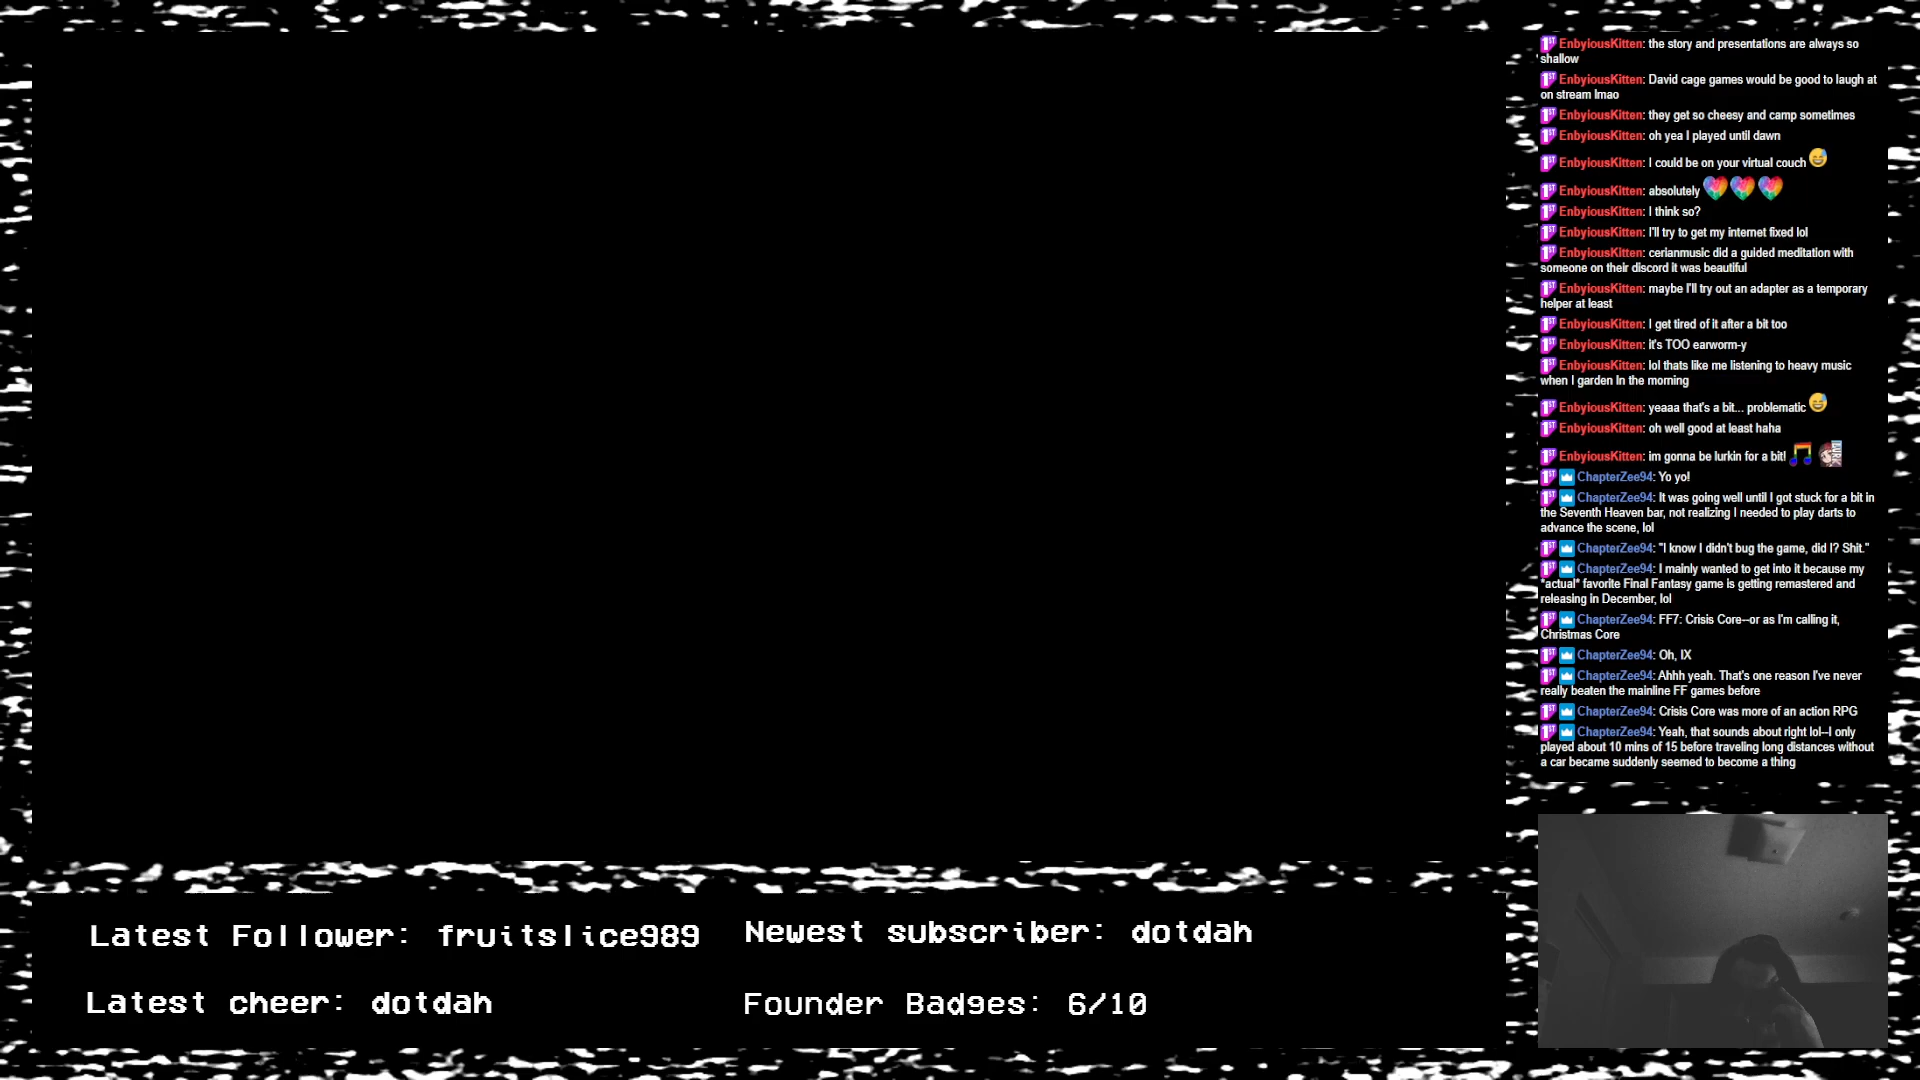 EnbyiousKitten: the story and presentations are always so
shallow
EnbyiousKitten: David cage games would be good to laugh at
on stream lmao
EnbyiousKitten: they get so cheesy and camp sometimes
EnbyiousKitten: oh yea I played until dawn
EnbyiousKitten: I could be on your virtual couch
EnbyiousKitten: absolutely
EnbyiousKitten: I think so?
EnbyiousKitten: I'll try to get my internet fixed lol
EnbyiousKitten: cerianmusic did a guided meditation with
someone on their discord it was beautiful
EnbyiousKitten: maybe I'll try out an adapter as a temporary
helper at least
EnbyiousKitten: I get tired of it after a bit too
EnbyiousKitten: it's TOO earworm-y
EnbyiousKitten: lol thats like me listening to heavy music
when I garden In the morning
EnbyiousKitten: yeaaa that's a bit... problematic
EnbyiousKitten: oh well good at least haha
EnbyiousKitten: im gonna be lurkin for a bit!
ChapterZee94: Yo yo!
ChapterZee94: It was going well until I got stuck for a bit in
the Seventh Heaven bar, not realizing I needed to play darts to
advance the scene, lol
ChapterZee94: "I know I didn't bug the game, did I? Shit."
ChapterZee94: I mainly wanted to get into it because my
*actual* favorite Final Fantasy game is getting remastered and
releasing in December, lol
ChapterZee94: FF7: Crisis Core--or as I'm calling it,
Christmas Core
ChapterZee94: Oh, IX
ChapterZee94: Ahhh yeah. That's one reason I've never
really beaten the mainline FF games before
ChapterZee94: Crisis Core was more of an action RPG
ChapterZee94: Yeah, that sounds about right lol--I only
played about 10 mins of 15 before traveling long distances without
a car became suddenly seemed to become a thing
Latest Follower: fruitslice989
Newest subscriber: dotdah
Latest cheer: dotdah
Founder Badges: 6/10